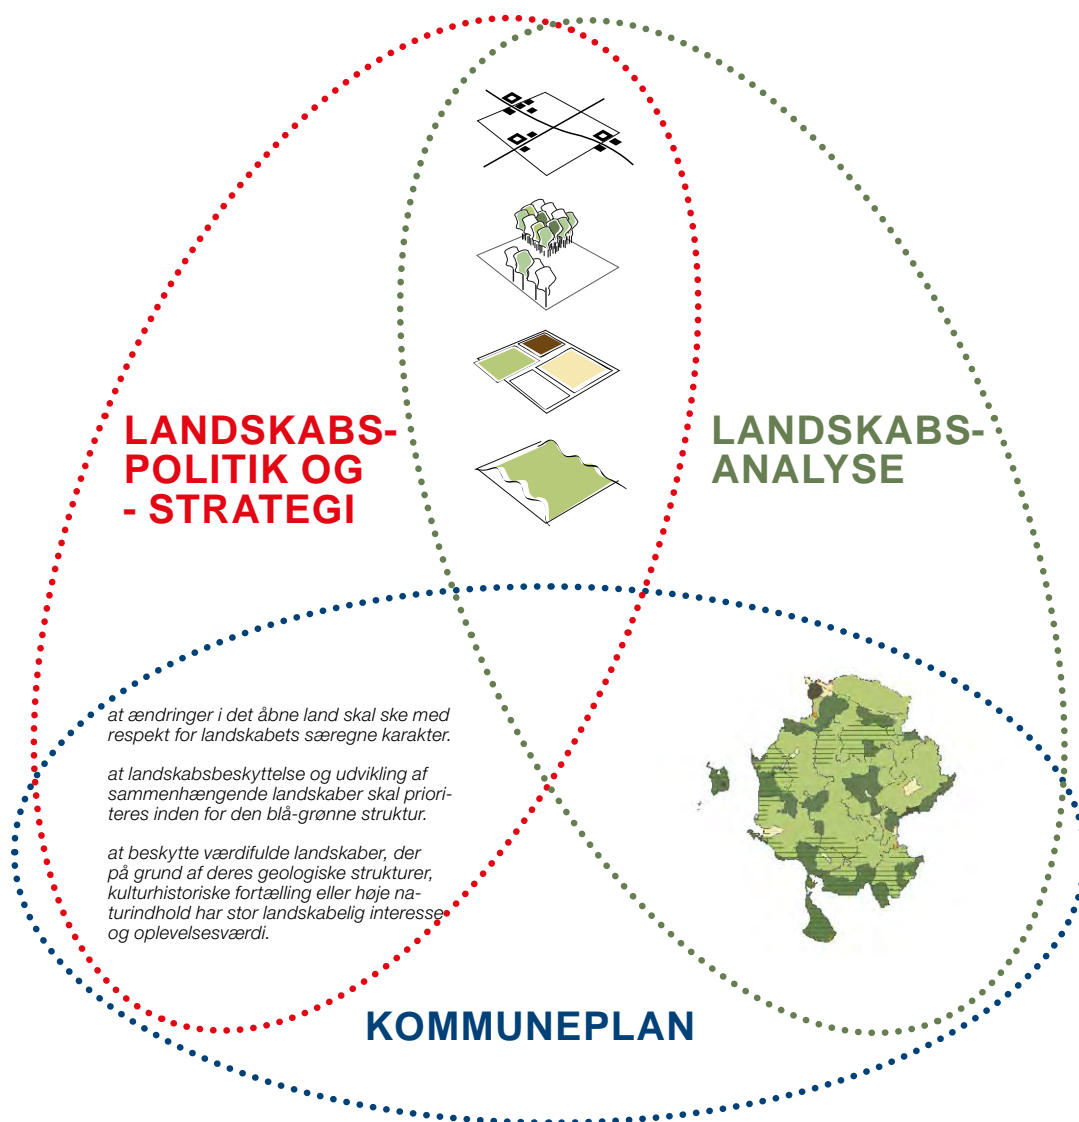 LANDSKABS-
POLITIK OG
- STRATEGI
LANDSKABS-
ANALYSE
at ændringer i det åbne land skal ske med
respekt for landskabets særegne karakter.
at landskabsbeskyttelse og udvikling af
sammenhængende landskaber skal priori-
teres inden for den blå-grønne struktur.
at beskytte værdifulde landskaber, der
på grund af deres geologiske strukturer,
kulturhistoriske fortælling eller høje na-
turindhold har stor landskabelig interesse
og oplevelsesværdi.
KOMMUNEPLAN